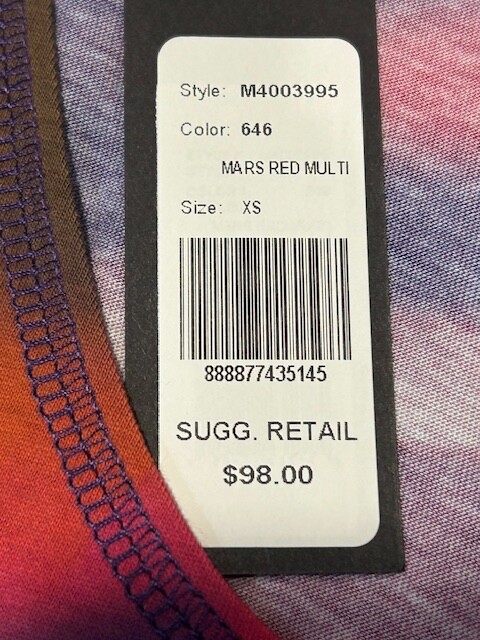 Style: M4003995
Color: 646
MARS RED MULTI
Size: XS
888877435145
SUGG. RETAIL
$98.00